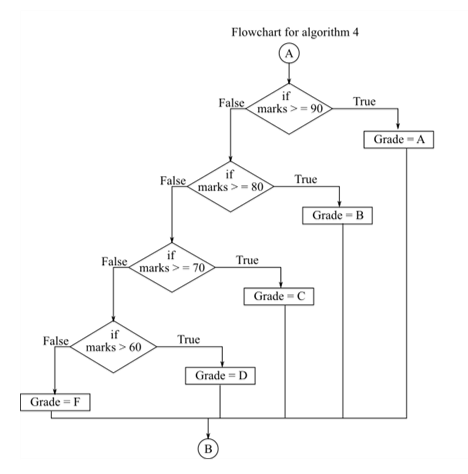 Flowchart for algorithm 4
A
if
False
marks > = 90
True
Grade = A
if
False
marks > = 80
True
Grade = B
if
False
marks > = 70
True
Grade = C
if
False
marks > 60
True
Grade = D
Grade = F
B